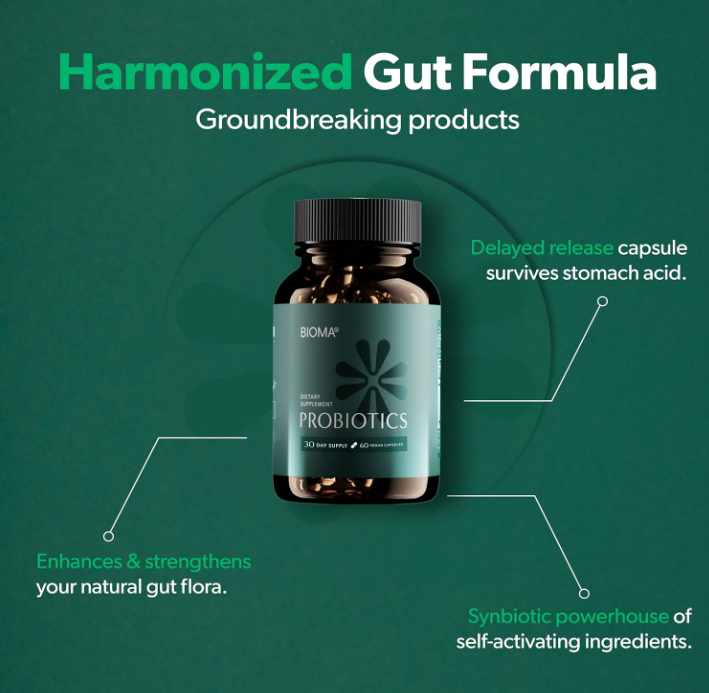 Harmonized Gut Formula
Groundbreaking products
Delayed release capsule
survives stomach acid.
BIOMA®
DIETARY
SUPPLEMENT
PROBIOTICS
30 DAY SUPPLY 60 VEGAN CAPSULES
Enhances & strengthens
your natural gut flora.
Synbiotic powerhouse of
self-activating ingredients.